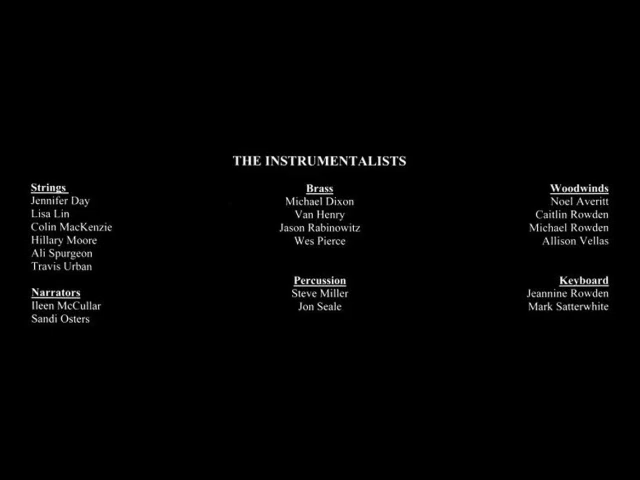 THE INSTRUMENTALISTS
Strings
Jennifer Day
Lisa Lin
Colin MacKenzie
Hillary Moore
Ali Spurgeon
Travis Urban
Narrators
Ileen McCullar
Sandi Osters
Brass
Michael Dixon
Van Henry
Jason Rabinowitz
Wes Pierce
Percussion
Steve Miller
Jon Seale
Woodwinds
Noel Averitt
Caitlin Rowden
Michael Rowden
Allison Vellas
Keyboard
Jeannine Rowden
Mark Satterwhite